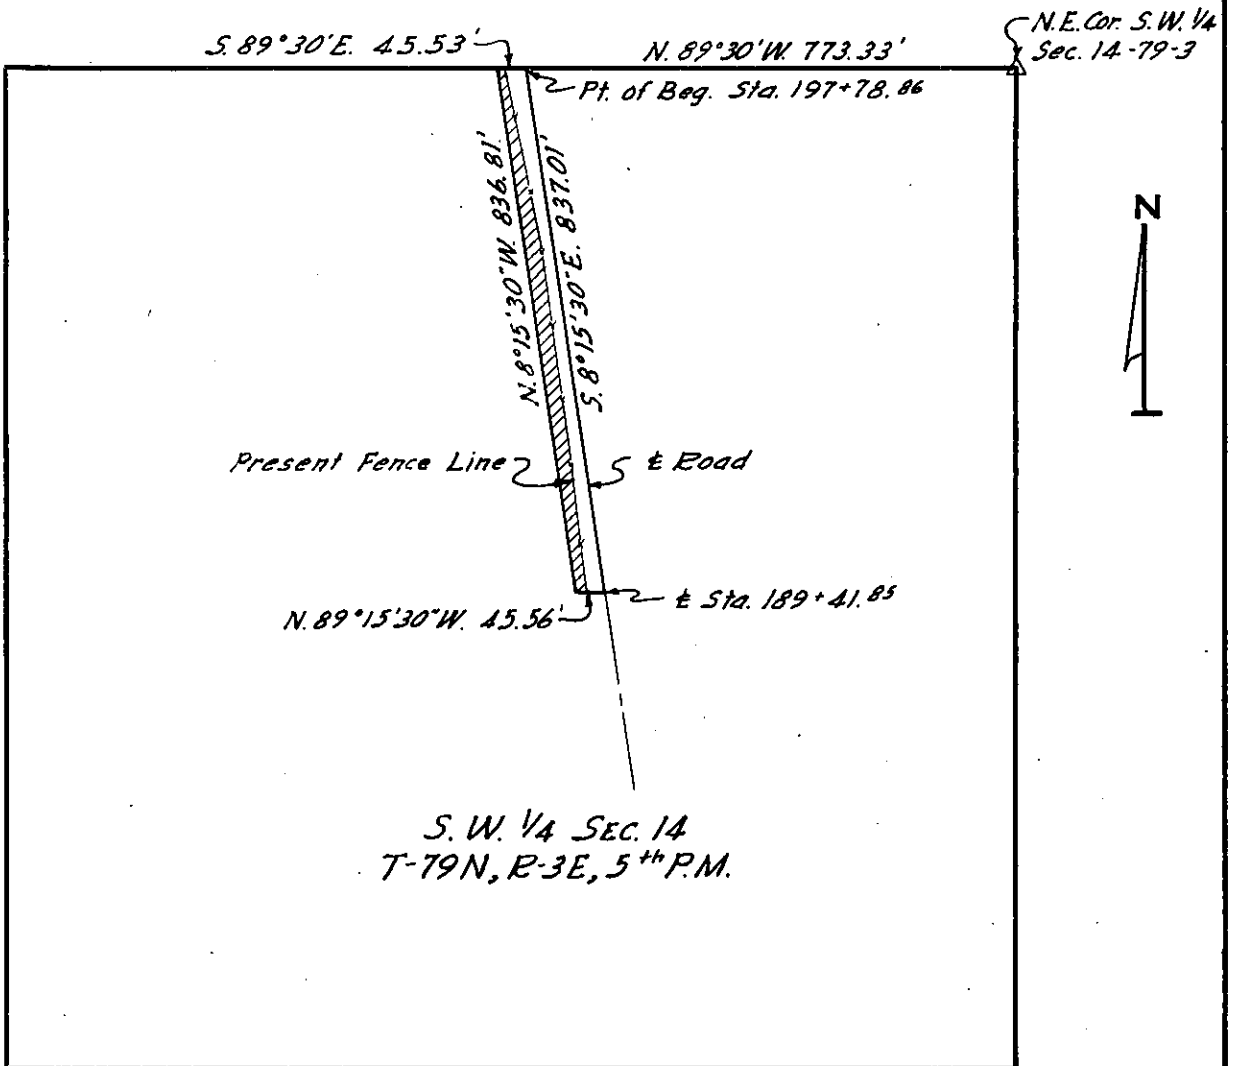 N.E. Cor. S.W. 1/4
Sec. 14-79-3
S. 89°30'E. 45.53'
N. 89°30'W. 773.33'
Pt. of Beg. Sta. 197+78.86
N. 8°15'30"W. 836.81'
S. 8°15'30"E. 837.01'
N
Present Fence Line
℄ Road
℄ Sta. 189+41.85
N. 89°15'30"W. 45.56'
S. W. 1/4 SEC. 14
T-79N, R-3E, 5th P.M.